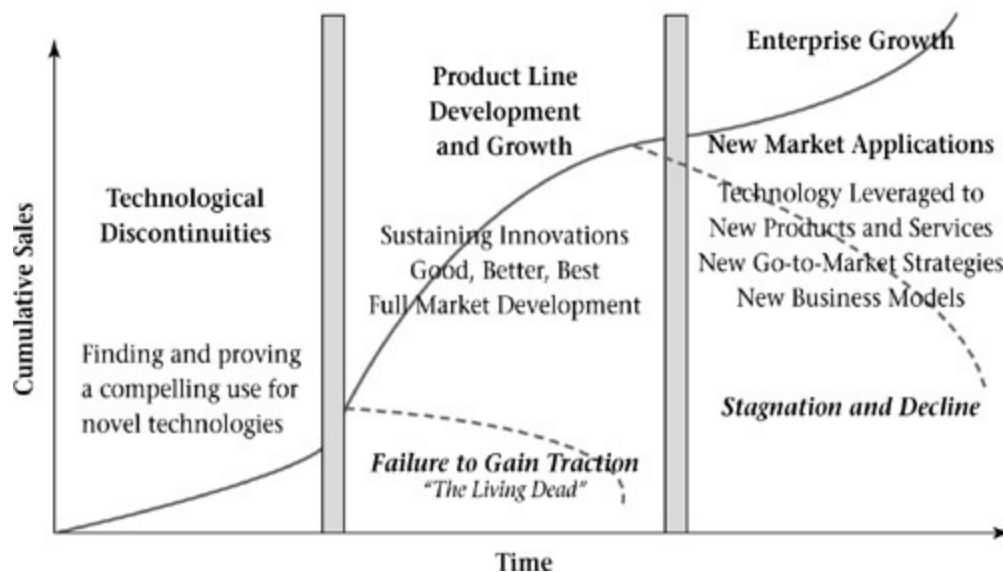 Enterprise Growth
Product Line
Development
and Growth
New Market Applications
Technological
Discontinuities
Technology Leveraged to
New Products and Services
New Go-to-Market Strategies
New Business Models
Sustaining Innovations
Good, Better, Best
Full Market Development
Cumulative Sales
Finding and proving
a compelling use for
novel technologies
Stagnation and Decline
Failure to Gain Traction
“The Living Dead”
Time